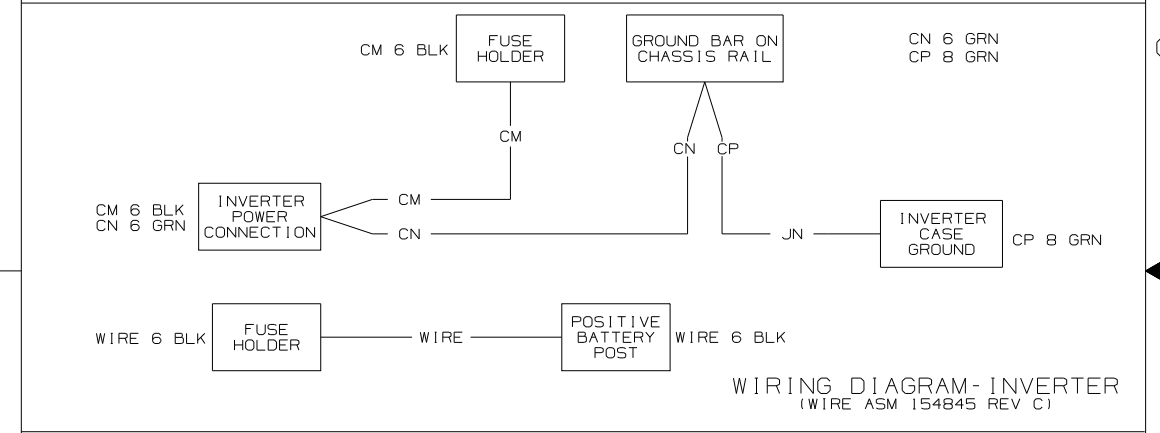 CM 6 BLK
FUSE
HOLDER
GROUND BAR ON
CHASSIS RAIL
CN 6 GRN
CP 8 GRN
CM
CN
CP
CM 6 BLK
CN 6 GRN
INVERTER
POWER
CONNECTION
CM
CN
JN
INVERTER
CASE
GROUND
CP 8 GRN
WIRE 6 BLK
FUSE
HOLDER
WIRE
POSITIVE
BATTERY
POST
WIRE 6 BLK
WIRING DIAGRAM-INVERTER
(WIRE ASM 154845 REV C)